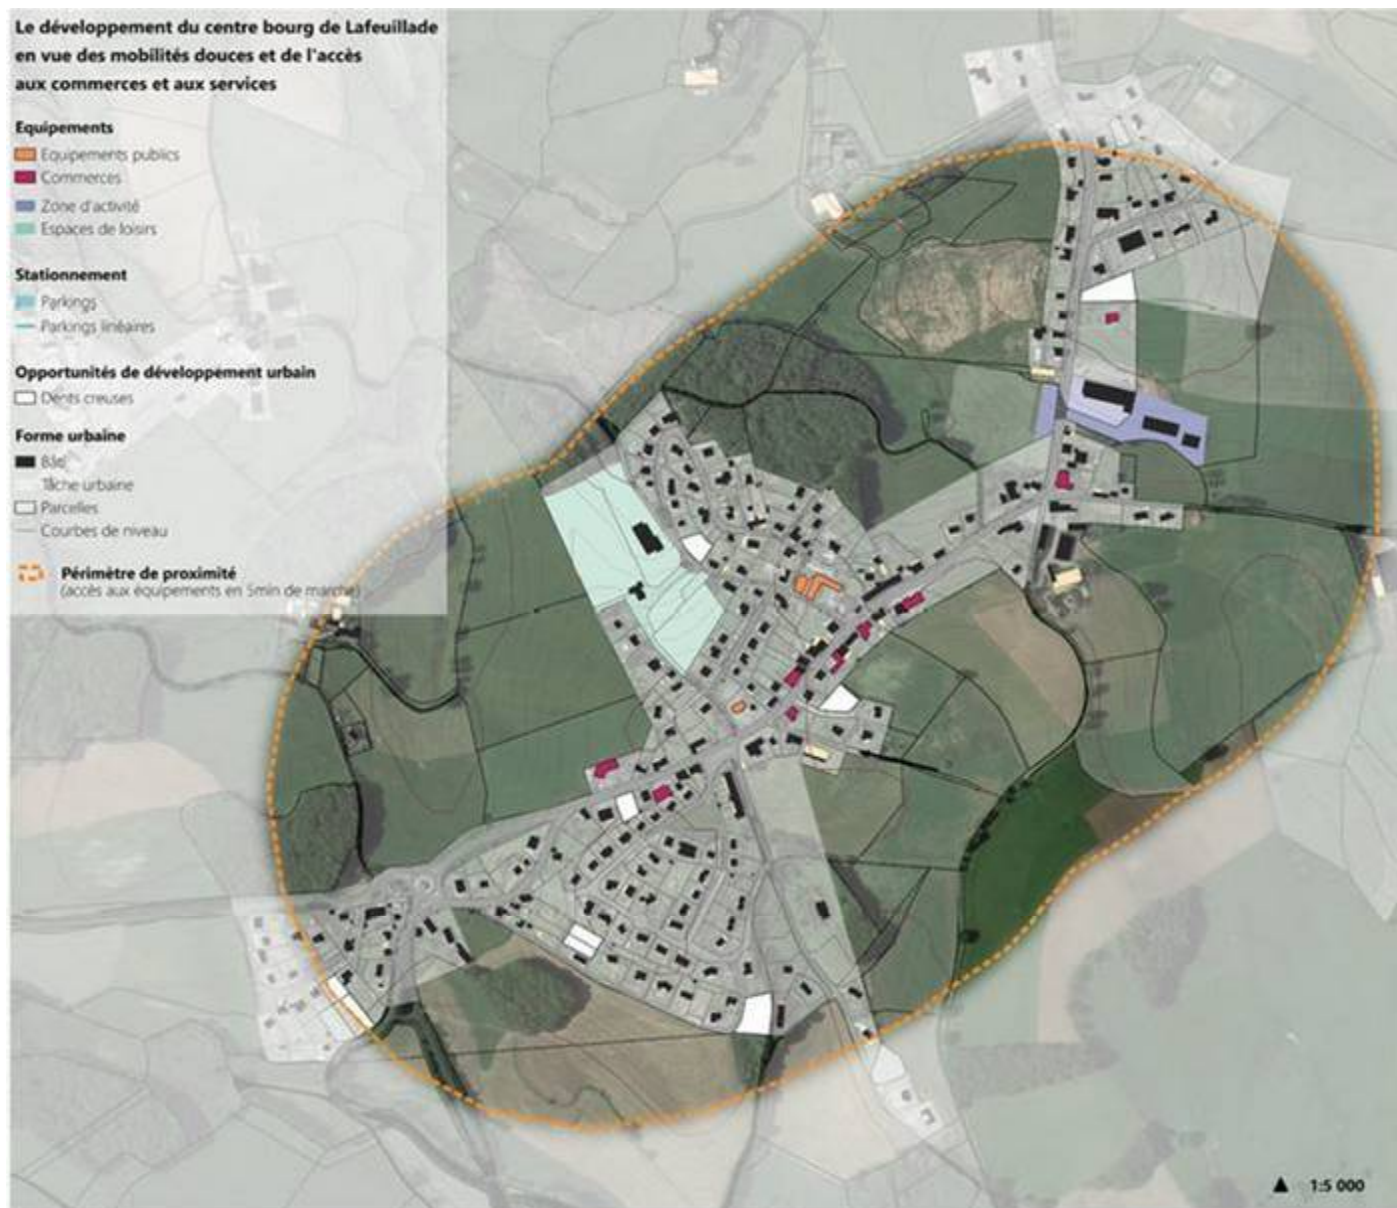 Le développement du centre bourg de Lafeuillade
en vue des mobilités douces et de l'accès
aux commerces et aux services
Equipements
Equipements publics
Commerces
Zone d'activité
Espaces de loisirs
Stationnement
Parkings
Parkings linéaires
Opportunités de développement urbain
Dents creuses
Forme urbaine
Bâti
Tâche urbaine
Parcelles
Courbes de niveau
Périmètre de proximité
(accès aux équipements en 5min de marche)
1:5 000